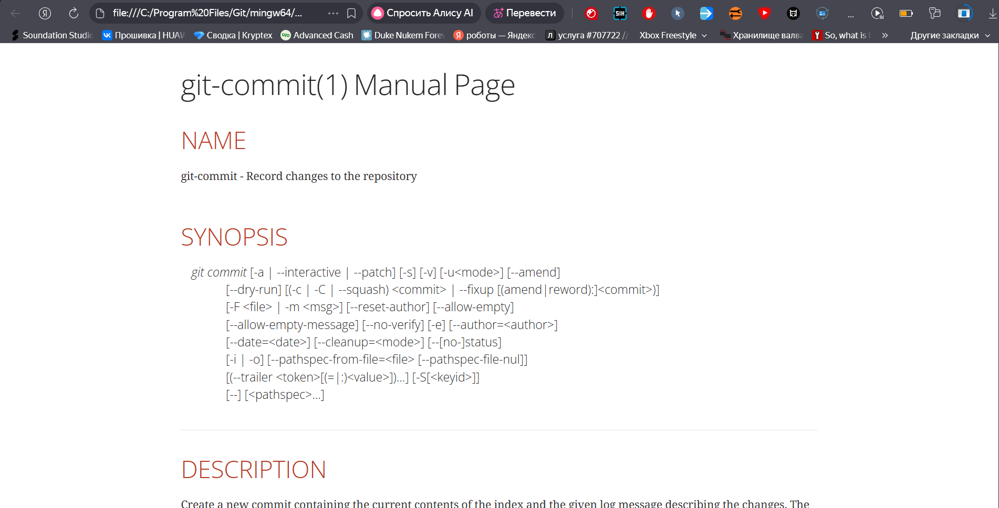 file:///C:/Program%20Files/Git/mingw64/... ··· Спросить Алису AI Перевести ...
Soundation Studio VK Прошивка | HUAW Сводка | Kryptex Advanced Cash Duke Nukem Forev роботы — Яндекс услуга #707722 // Xbox Freestyle Хранилище валва So, what is » Другие закладки
git-commit(1) Manual Page
NAME
git-commit - Record changes to the repository
SYNOPSIS
git commit [-a | --interactive | --patch] [-s] [-v] [-u<mode>] [--amend]
[--dry-run] [(-c | -C | --squash) <commit> | --fixup [(amend|reword):]<commit>)]
[-F <file> | -m <msg>] [--reset-author] [--allow-empty]
[--allow-empty-message] [--no-verify] [-e] [--author=<author>]
[--date=<date>] [--cleanup=<mode>] [--[no-]status]
[-i | -o] [--pathspec-from-file=<file> [--pathspec-file-nul]]
[(--trailer <token>[(=|:)<value>])...] [-S[<keyid>]]
[--] [<pathspec>...]
DESCRIPTION
Create a new commit containing the current contents of the index and the given log message describing the changes. The